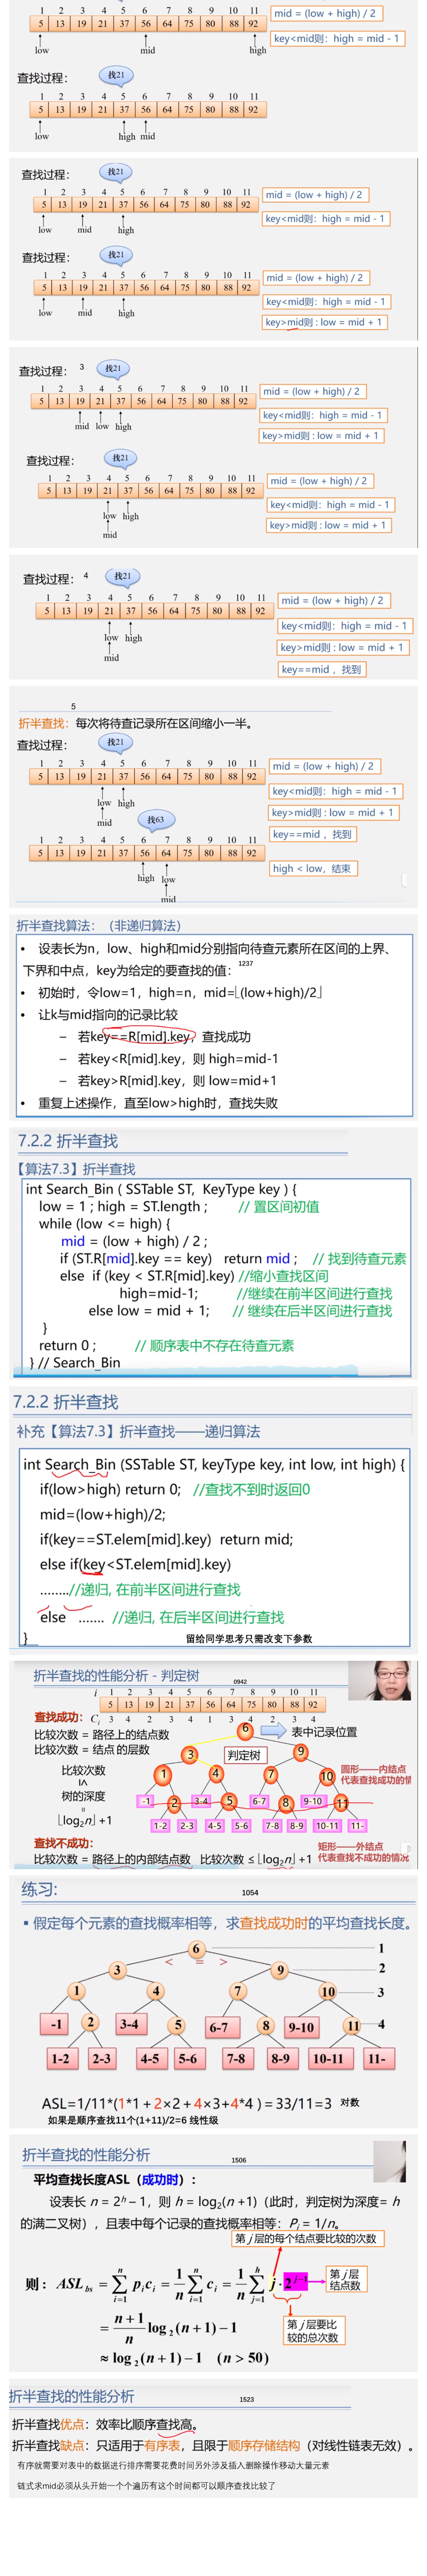 1 2 3 4 5 6 7 8 9 10 11
mid = (low + high) / 2
5 13 19 21 37 56 64 75 80 88 92
key<mid则：high = mid - 1
low mid high
查找过程：
找21
1 2 3 4 5 6 7 8 9 10 11
5 13 19 21 37 56 64 75 80 88 92
low high mid
查找过程：
找21
1 2 3 4 5 6 7 8 9 10 11
mid = (low + high) / 2
5 13 19 21 37 56 64 75 80 88 92
key<mid则：high = mid - 1
low mid high
查找过程：
找21
1 2 3 4 5 6 7 8 9 10 11
mid = (low + high) / 2
5 13 19 21 37 56 64 75 80 88 92
key<mid则：high = mid - 1
low mid high
key>mid则 : low = mid + 1
查找过程： 3
找21
1 2 3 4 5 6 7 8 9 10 11
mid = (low + high) / 2
5 13 19 21 37 56 64 75 80 88 92
key<mid则：high = mid - 1
mid low high
key>mid则 : low = mid + 1
查找过程：
找21
1 2 3 4 5 6 7 8 9 10 11
mid = (low + high) / 2
5 13 19 21 37 56 64 75 80 88 92
key<mid则：high = mid - 1
low high
key>mid则 : low = mid + 1
mid
查找过程： 4
找21
1 2 3 4 5 6 7 8 9 10 11
mid = (low + high) / 2
5 13 19 21 37 56 64 75 80 88 92
key<mid则：high = mid - 1
low high
key>mid则 : low = mid + 1
mid
key==mid ，找到
5
折半查找：每次将待查记录所在区间缩小一半。
查找过程：
找21
1 2 3 4 5 6 7 8 9 10 11
mid = (low + high) / 2
5 13 19 21 37 56 64 75 80 88 92
key<mid则：high = mid - 1
low high
key>mid则 : low = mid + 1
mid
找63
key==mid ，找到
1 2 3 4 5 6 7 8 9 10 11
5 13 19 21 37 56 64 75 80 88 92
high < low，结束
high low
mid
折半查找算法：（非递归算法）
• 设表长为n，low、high和mid分别指向待查元素所在区间的上界、
下界和中点，key为给定的要查找的值：
1237
• 初始时，令low=1，high=n，mid=⌊(low+high)/2⌋
• 让k与mid指向的记录比较
– 若key==R[mid].key，查找成功
– 若key<R[mid].key，则 high=mid-1
– 若key>R[mid].key，则 low=mid+1
• 重复上述操作，直至low>high时，查找失败
7.2.2 折半查找
【算法7.3】折半查找
int Search_Bin ( SSTable ST, KeyType key ) {
low = 1 ; high = ST.length ; // 置区间初值
while (low <= high) {
mid = (low + high) / 2 ;
if (ST.R[mid].key == key) return mid ; // 找到待查元素
else if (key < ST.R[mid].key) //缩小查找区间
high=mid-1; //继续在前半区间进行查找
else low = mid + 1; // 继续在后半区间进行查找
}
return 0 ; // 顺序表中不存在待查元素
} // Search_Bin
7.2.2 折半查找
补充【算法7.3】折半查找——递归算法
int Search_Bin (SSTable ST, keyType key, int low, int high) {
if(low>high) return 0; //查找不到时返回0
mid=(low+high)/2;
if(key==ST.elem[mid].key) return mid;
else if(key<ST.elem[mid].key)
........//递归, 在前半区间进行查找
else ....... //递归, 在后半区间进行查找
} 留给同学思考只需改变下参数
折半查找的性能分析 - 判定树
0942
i 1 2 3 4 5 6 7 8 9 10 11
5 13 19 21 37 56 64 75 80 88 92
查找成功： Ci 3 4 2 3 4 1 3 4 2 3 4
比较次数 = 路径上的结点数
6
表中记录位置
比较次数 = 结点 的层数
3 判定树 9
比较次数
≤
树的深度
=
⌊log2n⌋ +1
1 4 7 10
圆形——内结点
代表查找成功的情
-1 2 3-4 5 6-7 8 9-10 11
1-2 2-3 4-5 5-6 7-8 8-9 10-11 11-
查找不成功：
矩形——外结点
代表查找不成功的情况
比较次数 = 路径上的内部结点数 比较次数 ≤ ⌊log2n⌋ +1
练习:
1054
▪ 假定每个元素的查找概率相等，求查找成功时的平均查找长度。
6 1
< = >
3 9 2
1 4 7 10 3
-1 2 3-4 5 6-7 8 9-10 11 4
1-2 2-3 4-5 5-6 7-8 8-9 10-11 11-
ASL=1/11*(1*1 + 2×2 + 4×3+4*4 ) = 33/11=3 对数
如果是顺序查找11个(1+11)/2=6 线性级
折半查找的性能分析
1506
平均查找长度ASL（成功时）：
设表长 n = 2^h – 1，则 h = log2(n +1)（此时，判定树为深度= h
的满二叉树），且表中每个记录的查找概率相等：Pi = 1/n。
第 j 层的每个结点要比较的次数
则：ASLbs = ∑(i=1..n) pici = 1/n ∑(i=1..n) ci = 1/n ∑(j=1..h) j · 2^(j–1)
第 j层
结点数
= (n+1)/n log2(n+1) – 1
第 j层要比
较的总次数
≈ log2(n+1) – 1 (n > 50)
折半查找的性能分析
1523
折半查找优点：效率比顺序查找高。
折半查找缺点：只适用于有序表，且限于顺序存储结构（对线性链表无效）。
有序就需要对表中的数据进行排序需要花费时间另外涉及插入删除操作移动大量元素
链式求mid必须从头开始一个个遍历有这个时间都可以顺序查找比较了